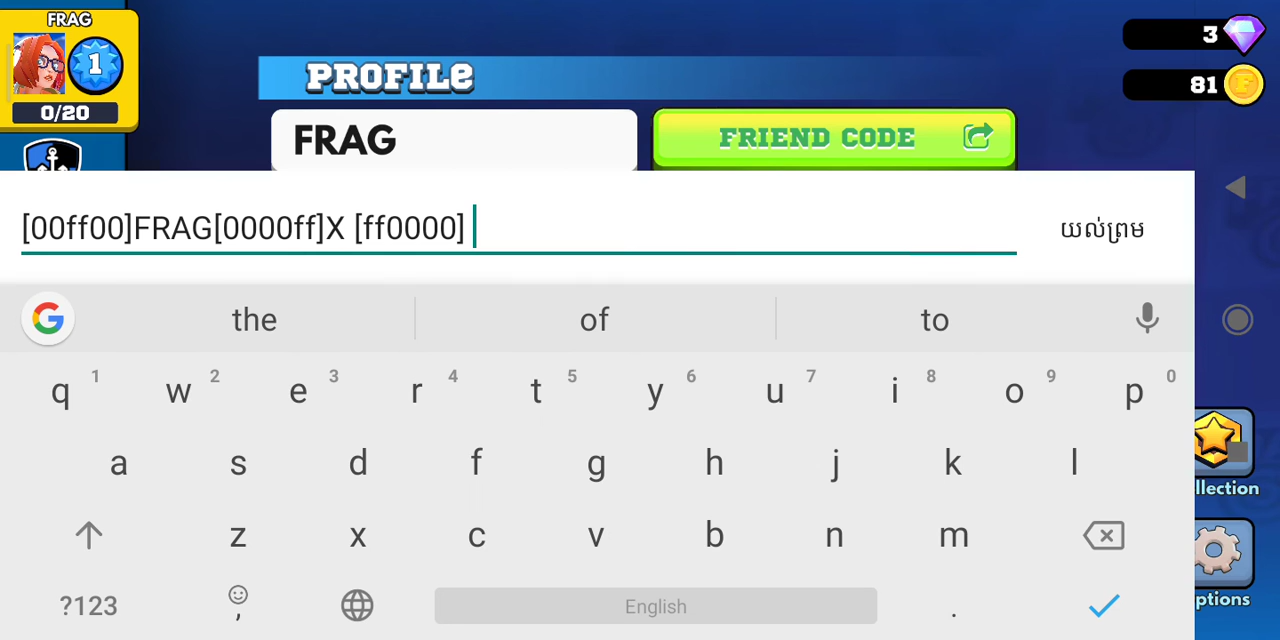 FRAG
1
0/20
PROFILE
3
81
FRAG
FRIEND CODE
[00ff00]FRAG[0000ff]X [ff0000]
យល់ព្រម
the of to
q 1 w 2 e 3 r 4 t 5 y 6 u 7 i 8 o 9 p 0
a s d f g h j k l
z x c v b n m
?123 , English .
llection
ptions